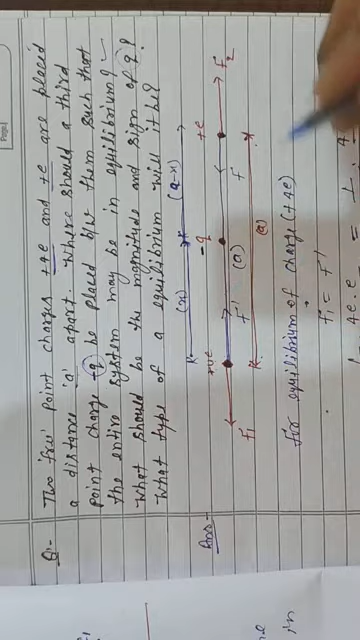 Q:- Two 'free' point charges +4e and +e are placed
a distance 'a' apart. Where should a third
point charge -q be placed b/w them such that
the entire system may be in equilibrium?
What should be the magnitude and sign of q?
What type of a equilibrium will it be?
(x) (a-x)
+4e -q +e
Ans:- F1 F' (a) F F2
(a)
for equilibrium of charge (+4e)
F1 = F'
4e.e =
Page